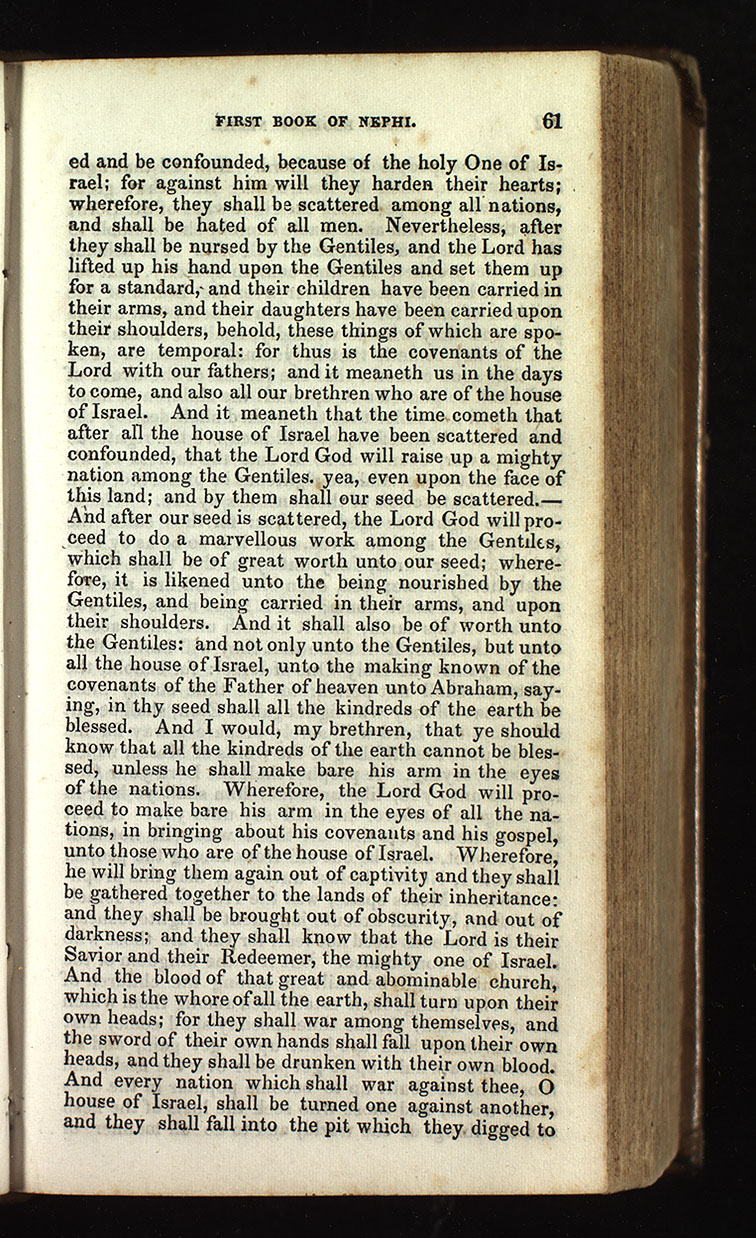 FIRST BOOK OF NEPHI. 61
ed and be confounded, because of the holy One of Is-
rael; for against him will they harden their hearts;
wherefore, they shall be scattered among all nations,
and shall be hated of all men. Nevertheless, after
they shall be nursed by the Gentiles, and the Lord has
lifted up his hand upon the Gentiles and set them up
for a standard, and their children have been carried in
their arms, and their daughters have been carried upon
their shoulders, behold, these things of which are spo-
ken, are temporal: for thus is the covenants of the
Lord with our fathers; and it meaneth us in the days
to come, and also all our brethren who are of the house
of Israel. And it meaneth that the time cometh that
after all the house of Israel have been scattered and
confounded, that the Lord God will raise up a mighty
nation among the Gentiles. yea, even upon the face of
this land; and by them shall our seed be scattered.—
And after our seed is scattered, the Lord God will pro-
ceed to do a marvellous work among the Gentiles,
which shall be of great worth unto our seed; where-
fore, it is likened unto the being nourished by the
Gentiles, and being carried in their arms, and upon
their shoulders. And it shall also be of worth unto
the Gentiles: and not only unto the Gentiles, but unto
all the house of Israel, unto the making known of the
covenants of the Father of heaven unto Abraham, say-
ing, in thy seed shall all the kindreds of the earth be
blessed. And I would, my brethren, that ye should
know that all the kindreds of the earth cannot be bles-
sed, unless he shall make bare his arm in the eyes
of the nations. Wherefore, the Lord God will pro-
ceed to make bare his arm in the eyes of all the na-
tions, in bringing about his covenants and his gospel,
unto those who are of the house of Israel. Wherefore,
he will bring them again out of captivity and they shall
be gathered together to the lands of their inheritance:
and they shall be brought out of obscurity, and out of
darkness; and they shall know that the Lord is their
Savior and their Redeemer, the mighty one of Israel.
And the blood of that great and abominable church,
which is the whore of all the earth, shall turn upon their
own heads; for they shall war among themselves, and
the sword of their own hands shall fall upon their own
heads, and they shall be drunken with their own blood.
And every nation which shall war against thee, O
house of Israel, shall be turned one against another,
and they shall fall into the pit which they digged to